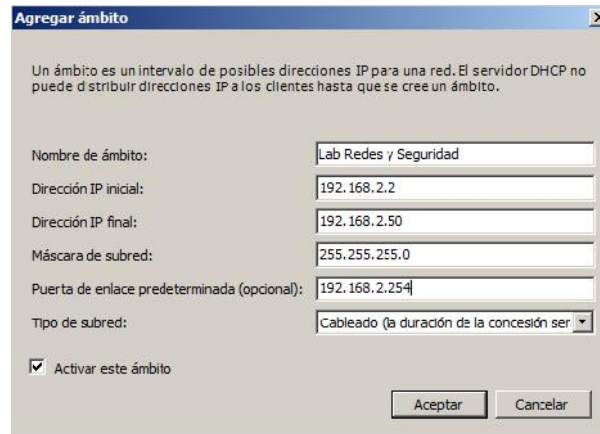 Agregar ámbito
Un ámbito es un intervalo de posibles direcciones IP para una red. El servidor DHCP no
puede distribuir direcciones IP a los clientes hasta que se cree un ámbito.
Nombre de ámbito: Lab Redes y Seguridad
Dirección IP inicial: 192.168.2.2
Dirección IP final: 192.168.2.50
Máscara de subred: 255.255.255.0
Puerta de enlace predeterminada (opcional): 192.168.2.254
Tipo de subred: Cableado (la duración de la concesión ser
Activar este ámbito
Aceptar Cancelar